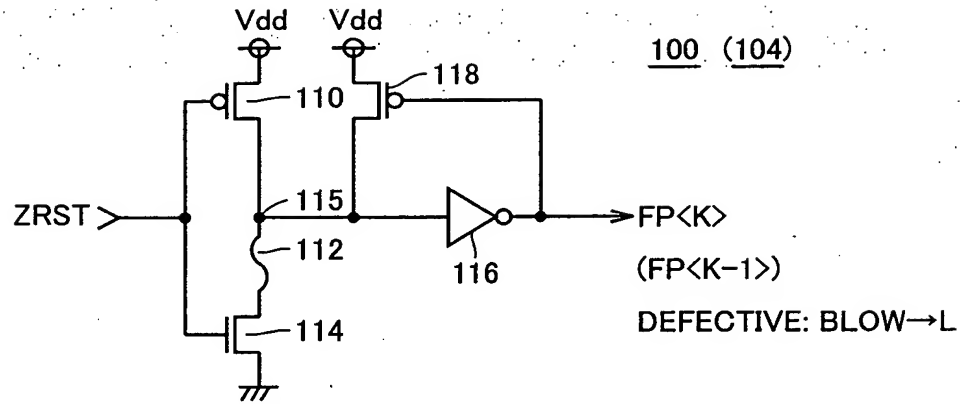 Vdd Vdd
100 (104)
118
110
ZRST
115
FP<K>
112
116
(FP<K-1>)
114
DEFECTIVE: BLOW→L